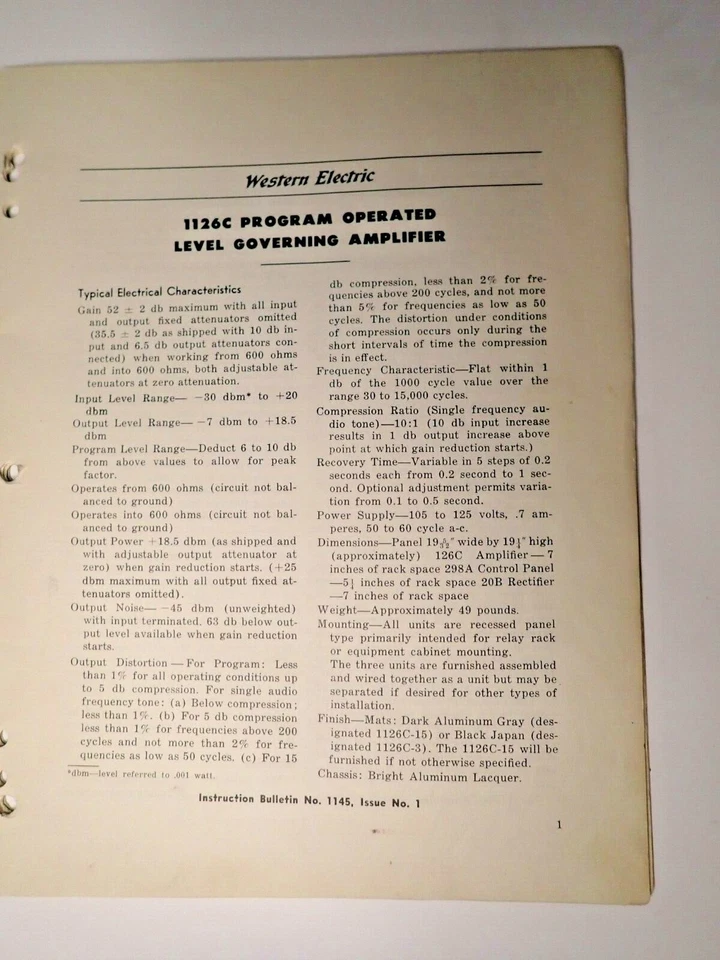 Western Electric
1126C PROGRAM OPERATED
LEVEL GOVERNING AMPLIFIER
Typical Electrical Characteristics
Gain 52 ± 2 db maximum with all input
and output fixed attenuators omitted
(35.5 ± 2 db as shipped with 10 db in-
put and 6.5 db output attenuators con-
nected) when working from 600 ohms
and into 600 ohms, both adjustable at-
tenuators at zero attenuation.
Input Level Range— −30 dbm* to +20
dbm
Output Level Range— −7 dbm to +18.5
dbm
Program Level Range—Deduct 6 to 10 db
from above values to allow for peak
factor.
Operates from 600 ohms (circuit not bal-
anced to ground)
Operates into 600 ohms (circuit not bal-
anced to ground)
Output Power +18.5 dbm (as shipped and
with adjustable output attenuator at
zero) when gain reduction starts. (+25
dbm maximum with all output fixed at-
tenuators omitted).
Output Noise— −45 dbm (unweighted)
with input terminated. 63 db below out-
put level available when gain reduction
starts.
Output Distortion—For Program: Less
than 1% for all operating conditions up
to 5 db compression. For single audio
frequency tone: (a) Below compression;
less than 1%. (b) For 5 db compression
less than 1% for frequencies above 200
cycles and not more than 2% for fre-
quencies as low as 50 cycles. (c) For 15
*dbm—level referred to .001 watt.
db compression, less than 2% for fre-
quencies above 200 cycles, and not more
than 5% for frequencies as low as 50
cycles. The distortion under conditions
of compression occurs only during the
short intervals of time the compression
is in effect.
Frequency Characteristic—Flat within 1
db of the 1000 cycle value over the
range 30 to 15,000 cycles.
Compression Ratio (Single frequency au-
dio tone)—10:1 (10 db input increase
results in 1 db output increase above
point at which gain reduction starts.)
Recovery Time—Variable in 5 steps of 0.2
seconds each from 0.2 second to 1 sec-
ond. Optional adjustment permits varia-
tion from 0.1 to 0.5 second.
Power Supply—105 to 125 volts, .7 am-
peres, 50 to 60 cycle a-c.
Dimensions—Panel wide by 19¼" high
(approximately) 126C Amplifier—7
inches of rack space 298A Control Panel
—5¼ inches of rack space 20B Rectifier
—7 inches of rack space
Weight—Approximately 49 pounds.
Mounting—All units are recessed panel
type primarily intended for relay rack
or equipment cabinet mounting.
The three units are furnished assembled
and wired together as a unit but may be
separated if desired for other types of
installation.
Finish—Mats: Dark Aluminum Gray (des-
ignated 1126C-15) or Black Japan (des-
ignated 1126C-3). The 1126C-15 will be
furnished if not otherwise specified.
Chassis: Bright Aluminum Lacquer.
Instruction Bulletin No. 1145, Issue No. 1
1